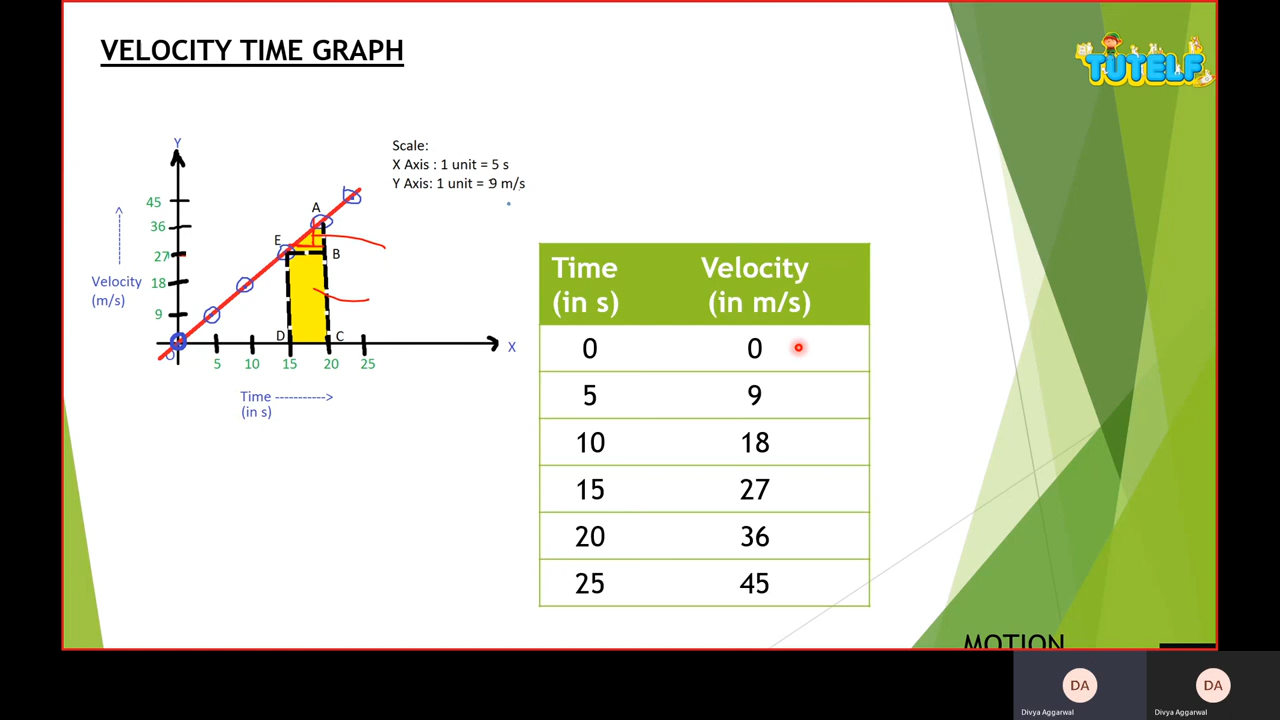 VELOCITY TIME GRAPH
TUTELF
Y
Scale:
X Axis : 1 unit = 5 s
Y Axis: 1 unit = 9 m/s
45
A
36
E
27
B
Velocity
(m/s)
18
9
D
C
O
X
5 10 15 20 25
Time ----------->
(in s)
Time Velocity
(in s) (in m/s)
0 0
5 9
10 18
15 27
20 36
25 45
MOTION
DA DA
Divya Aggarwal Divya Aggarwal